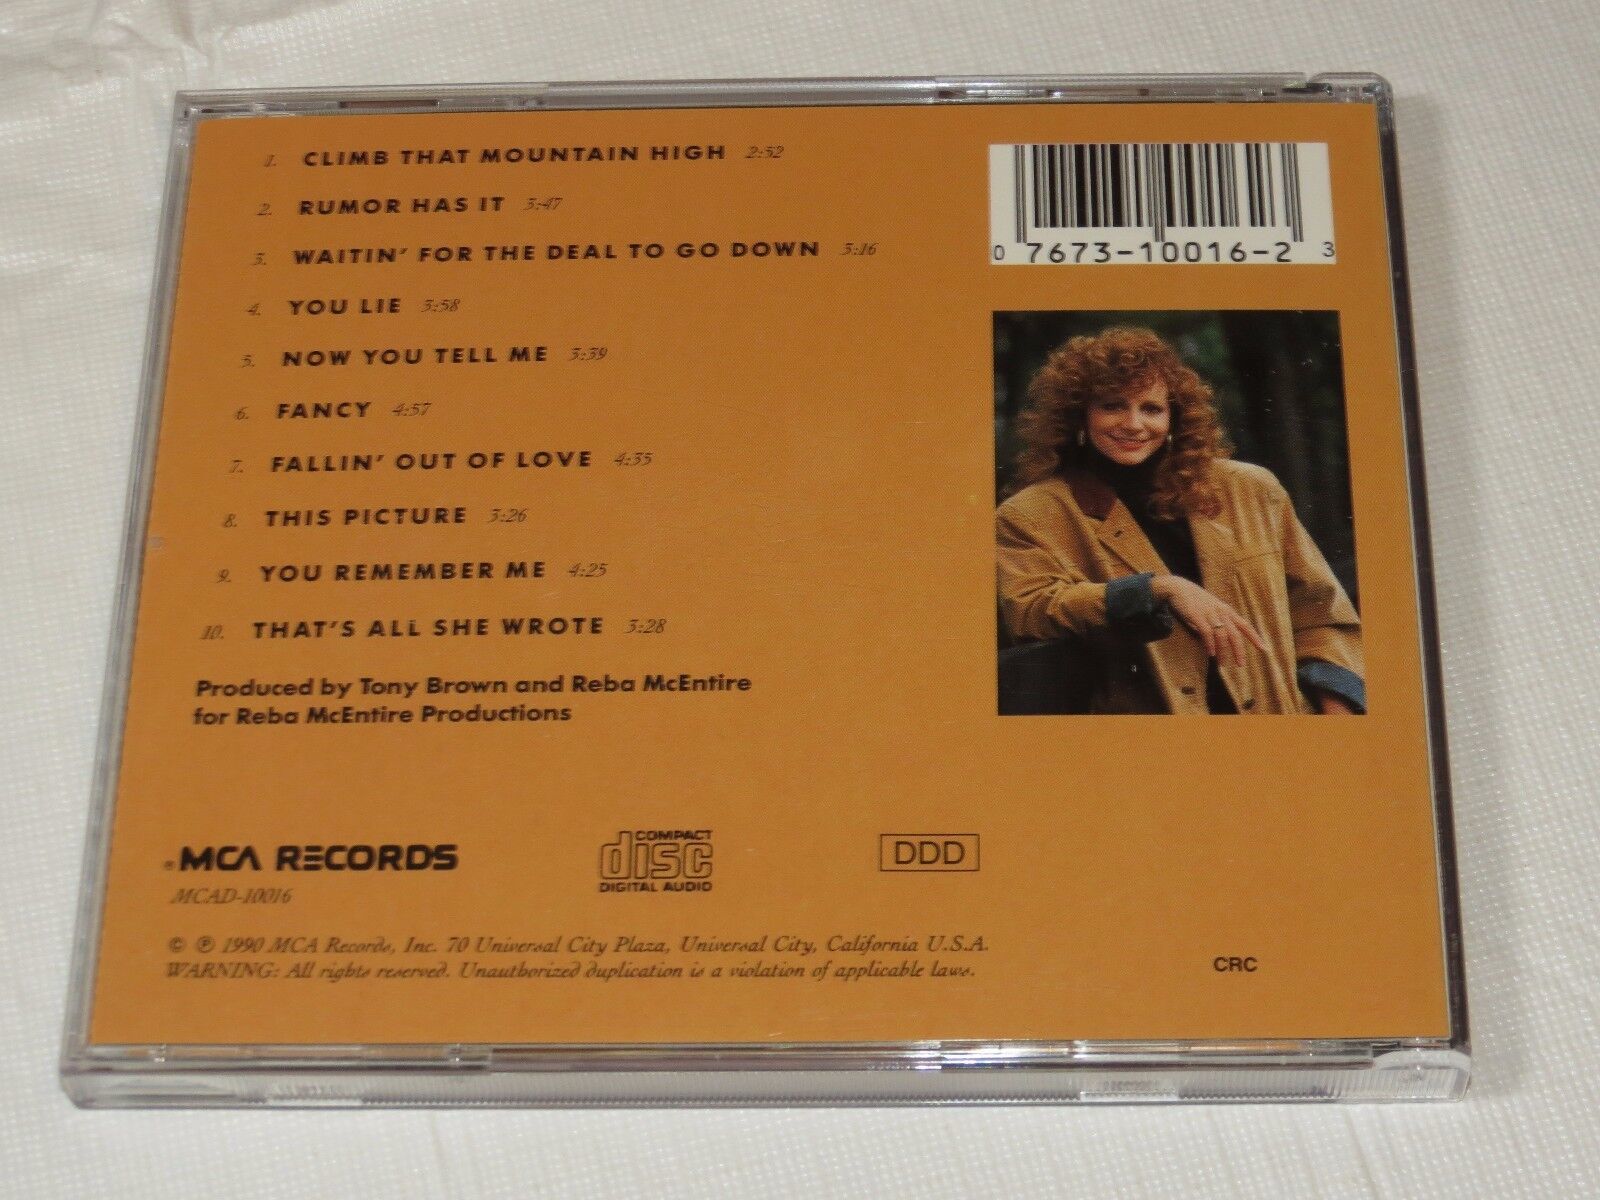 1. CLIMB THAT MOUNTAIN HIGH 2:52
2. RUMOR HAS IT 3:47
3. WAITIN' FOR THE DEAL TO GO DOWN 3:16
4. YOU LIE 3:58
5. NOW YOU TELL ME 3:39
6. FANCY 4:57
7. FALLIN' OUT OF LOVE 4:35
8. THIS PICTURE 3:26
9. YOU REMEMBER ME 4:25
10. THAT'S ALL SHE WROTE 3:28
Produced by Tony Brown and Reba McEntire
for Reba McEntire Productions
0 7673-10016-2 3
® MCA RECORDS
MCAD-10016
COMPACT
disc
DIGITAL AUDIO
DDD
© ℗ 1990 MCA Records, Inc. 70 Universal City Plaza, Universal City, California U.S.A.
WARNING: All rights reserved. Unauthorized duplication is a violation of applicable laws.
CRC